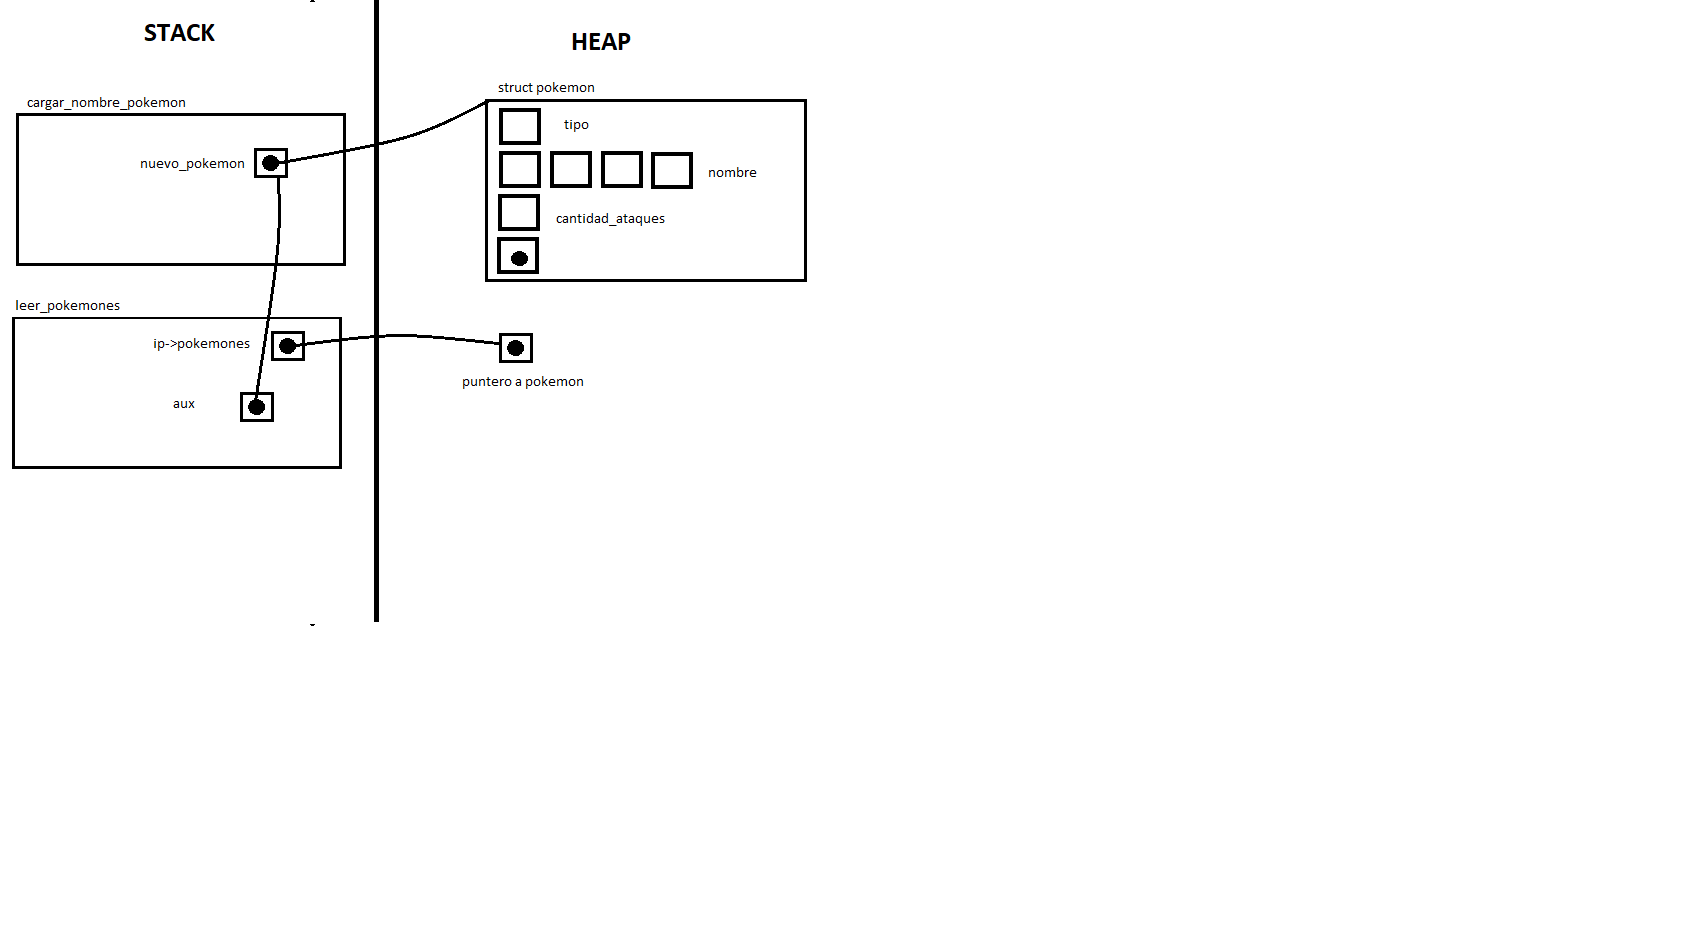 STACK
HEAP
struct pokemon
cargar_nombre_pokemon
tipo
nuevo_pokemon
nombre
cantidad_ataques
leer_pokemones
ip->pokemones
puntero a pokemon
aux